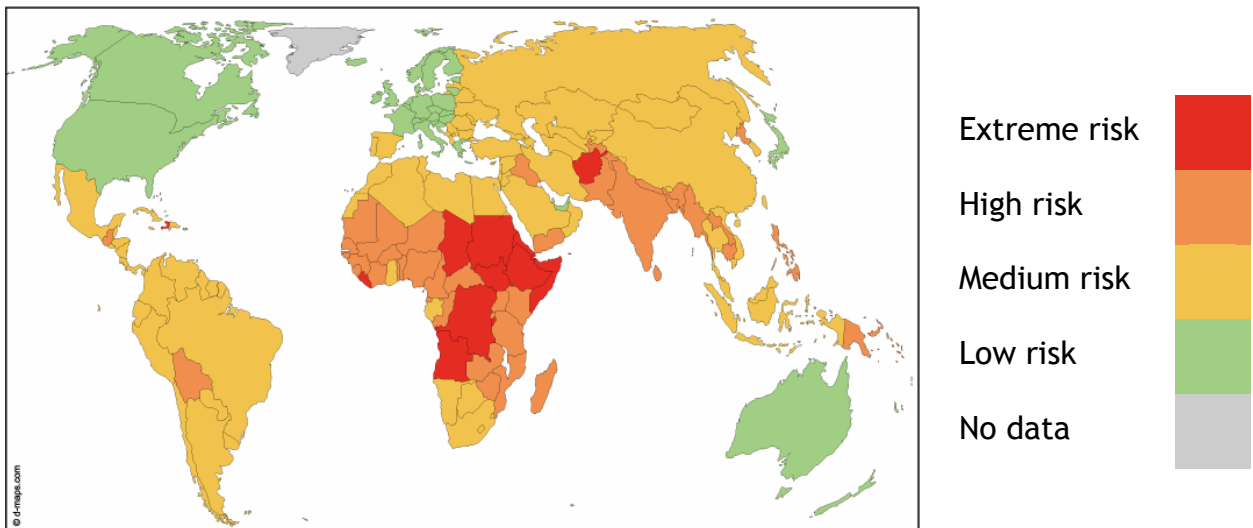 Extreme risk
High risk
Medium risk
Low risk
No data
© d-maps.com